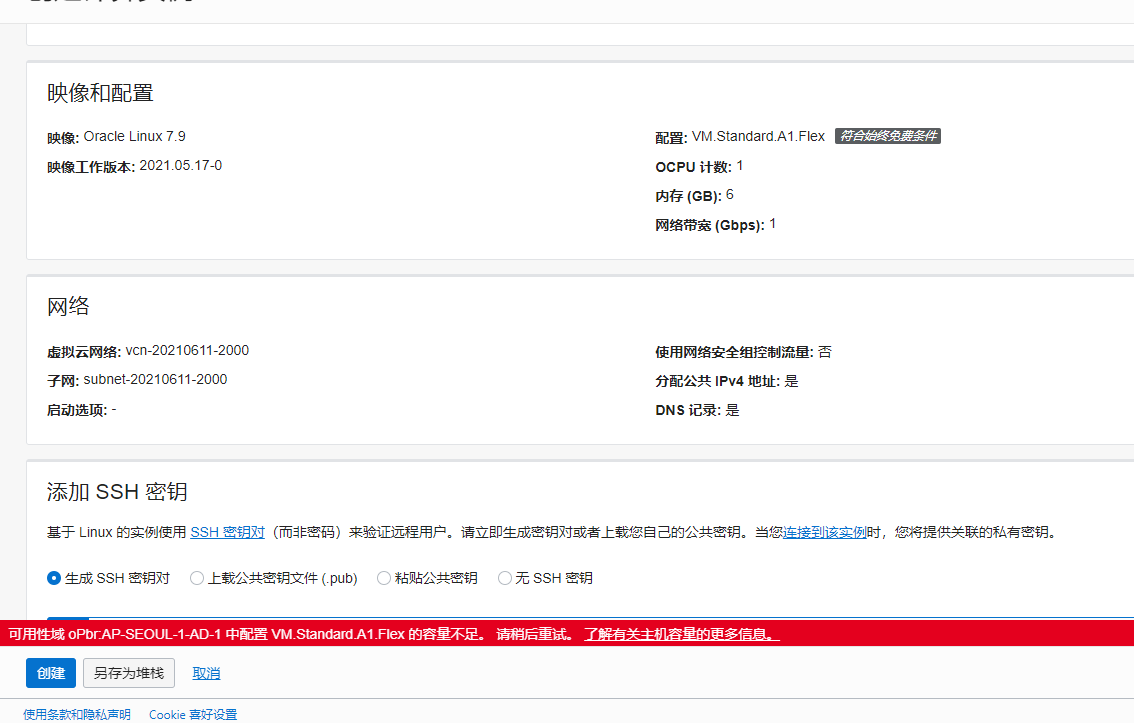 映像和配置
映像: Oracle Linux 7.9
配置: VM.Standard.A1.Flex 符合始终免费条件
映像工作版本: 2021.05.17-0
OCPU 计数: 1
内存 (GB): 6
网络带宽 (Gbps): 1
网络
虚拟云网络: vcn-20210611-2000
使用网络安全组控制流量: 否
子网: subnet-20210611-2000
分配公共 IPv4 地址: 是
启动选项: -
DNS 记录: 是
添加 SSH 密钥
基于 Linux 的实例使用 SSH 密钥对（而非密码）来验证远程用户。请立即生成密钥对或者上载您自己的公共密钥。当您连接到该实例时，您将提供关联的私有密钥。
生成 SSH 密钥对 上载公共密钥文件 (.pub) 粘贴公共密钥 无 SSH 密钥
可用性域 oPbr:AP-SEOUL-1-AD-1 中配置 VM.Standard.A1.Flex 的容量不足。 请稍后重试。 了解有关主机容量的更多信息。
创建 另存为堆栈 取消
使用条款和隐私声明 Cookie 喜好设置